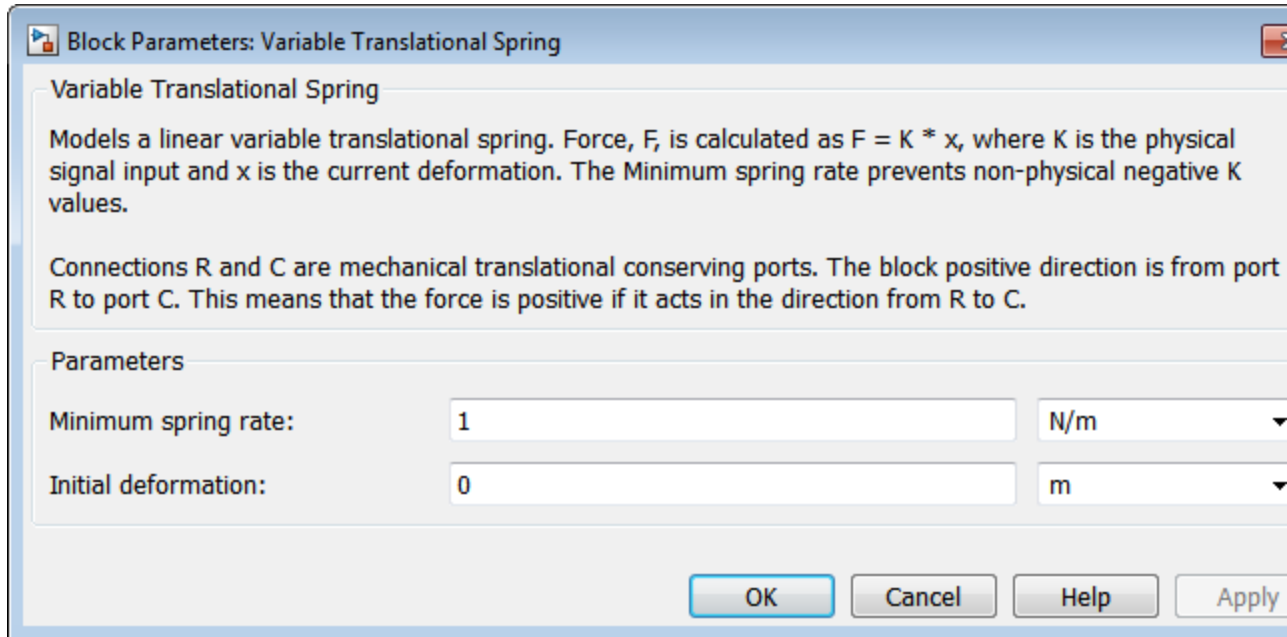 Block Parameters: Variable Translational Spring
Variable Translational Spring
Models a linear variable translational spring. Force, F, is calculated as F = K * x, where K is the physical
signal input and x is the current deformation. The Minimum spring rate prevents non-physical negative K
values.
Connections R and C are mechanical translational conserving ports. The block positive direction is from port
R to port C. This means that the force is positive if it acts in the direction from R to C.
Parameters
Minimum spring rate: 1 N/m
Initial deformation: 0 m
OK Cancel Help Apply